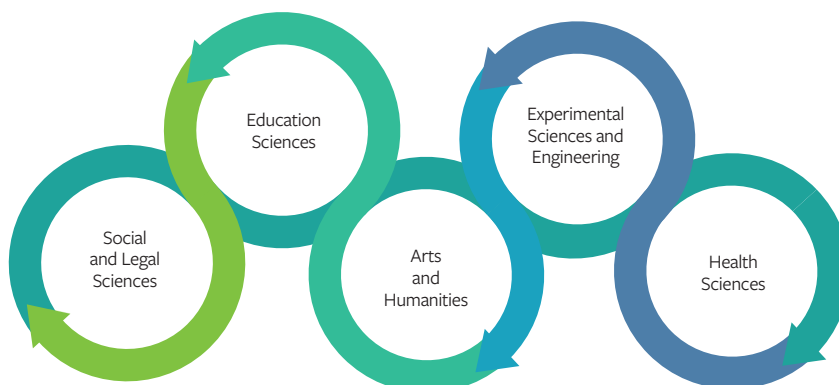 Social
and Legal
Sciences
Education
Sciences
Arts
and
Humanities
Experimental
Sciences and
Engineering
Health
Sciences